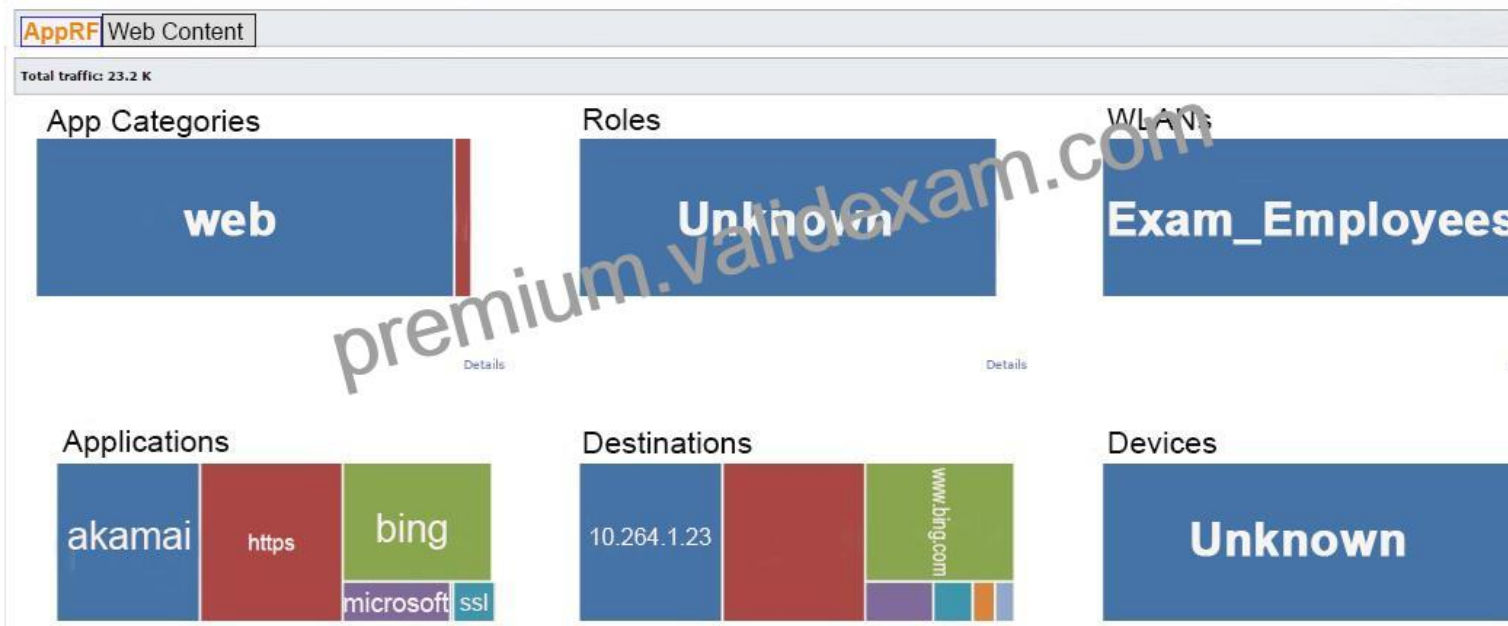 AppRF Web Content
Total traffic: 23.2 K
App Categories
Roles
WLANs
web
Unknown
Exam_Employees
premium.validexam.com
Details
Details
Applications
Destinations
Devices
akamai
https
bing
microsoft
ssl
10.264.1.23
www.bing.com
Unknown